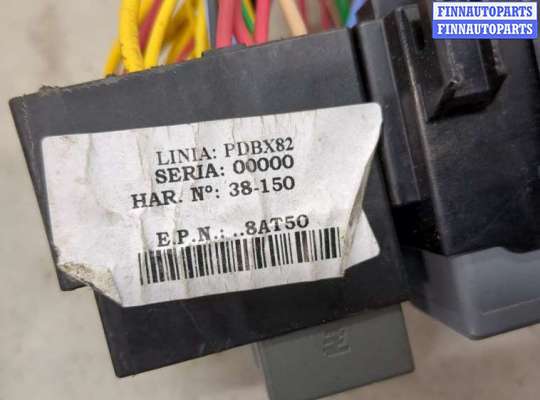 FINNAUTOPARTS
FINNAUTOPARTS
LINIA: PDBX82
SERIA: 00000
HAR. Nº: 38-150
E.P.N.: ..8AT50